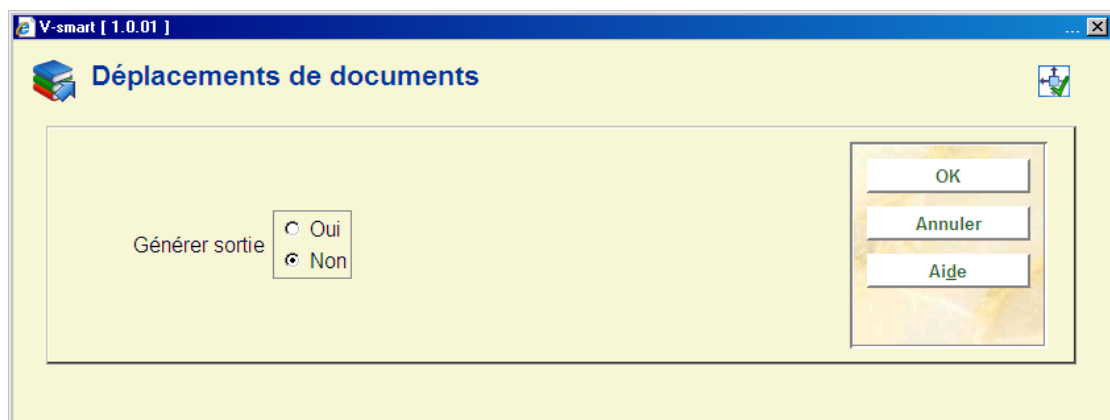 V-smart [ 1.0.01 ]
...
Déplacements de documents
OK
Oui
Annuler
Générer sortie
Non
Aide